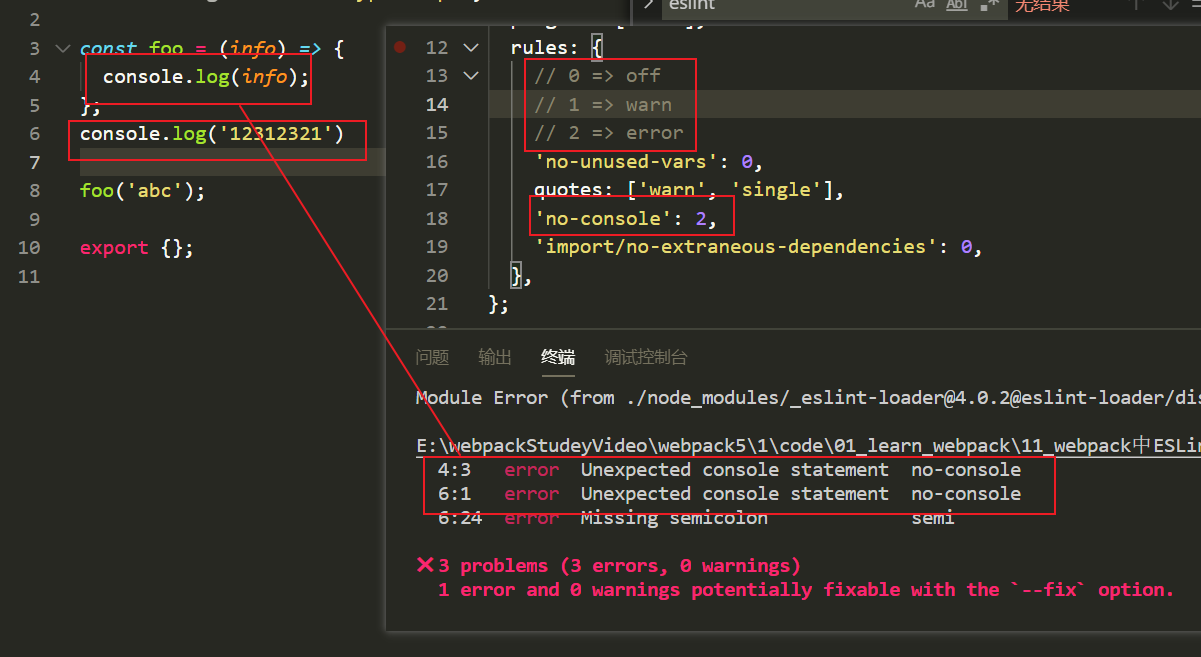 eslint
Aa
Abl
无结果
2
3 const foo = (info) => {
4 console.log(info);
5 };
6 console.log('12312321')
7
8 foo('abc');
9
10 export {};
11
12 rules: {
13 // 0 => off
14 // 1 => warn
15 // 2 => error
16 'no-unused-vars': 0,
17 quotes: ['warn', 'single'],
18 'no-console': 2,
19 'import/no-extraneous-dependencies': 0,
20 },
21 };
问题 输出 终端 调试控制台
Module Error (from ./node_modules/_eslint-loader@4.0.2@eslint-loader/dis
E:\webpackStudeyVideo\webpack5\1\code\01_learn_webpack\11_webpack中ESLin
4:3 error Unexpected console statement no-console
6:1 error Unexpected console statement no-console
6:24 error Missing semicolon semi
❌3 problems (3 errors, 0 warnings)
1 error and 0 warnings potentially fixable with the `--fix` option.